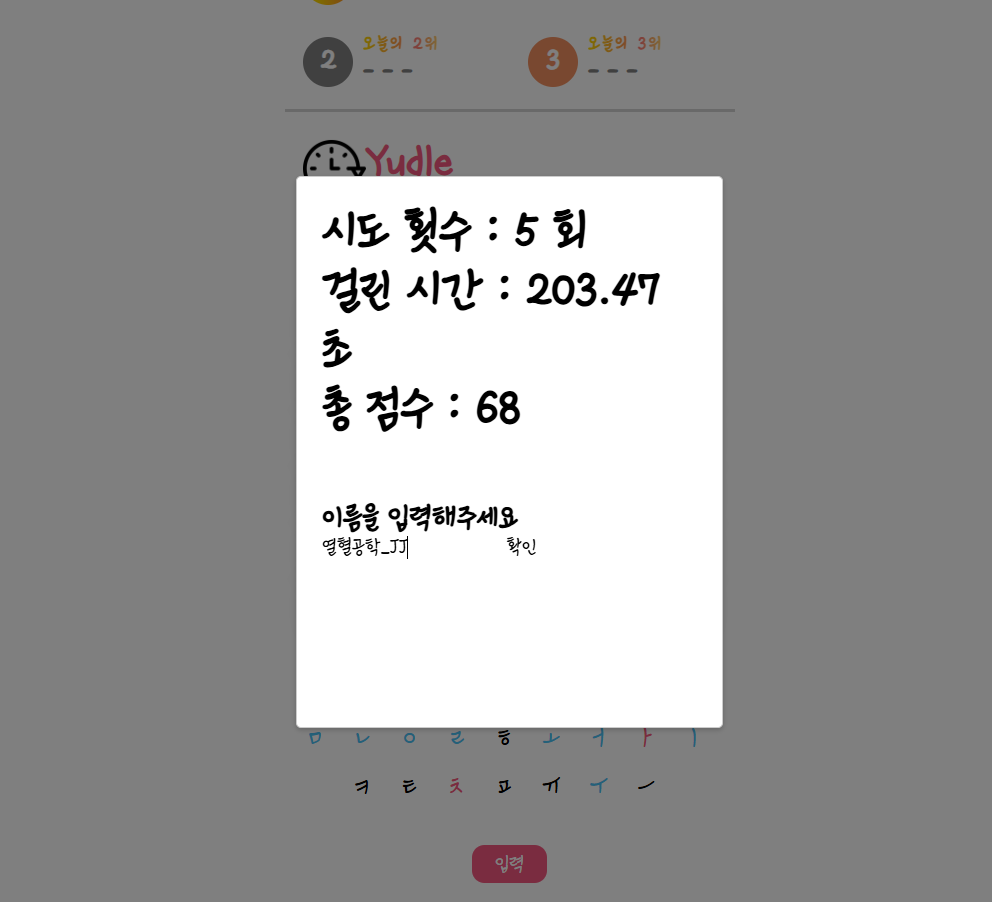 오늘의 2위
오늘의 3위
2
---
3
---
Yudle
시도 횟수 : 5 회
걸린 시간 : 203.47
초
총 점수 : 68
이름을 입력해주세요
열혈공학_JJ
확인
ㅁ ㄴ ㅇ ㄹ ㅎ ㅗ ㅓ ㅏ ㅣ
ㅋ ㅌ ㅊ ㅍ ㅠ ㅜ ㅡ
입력